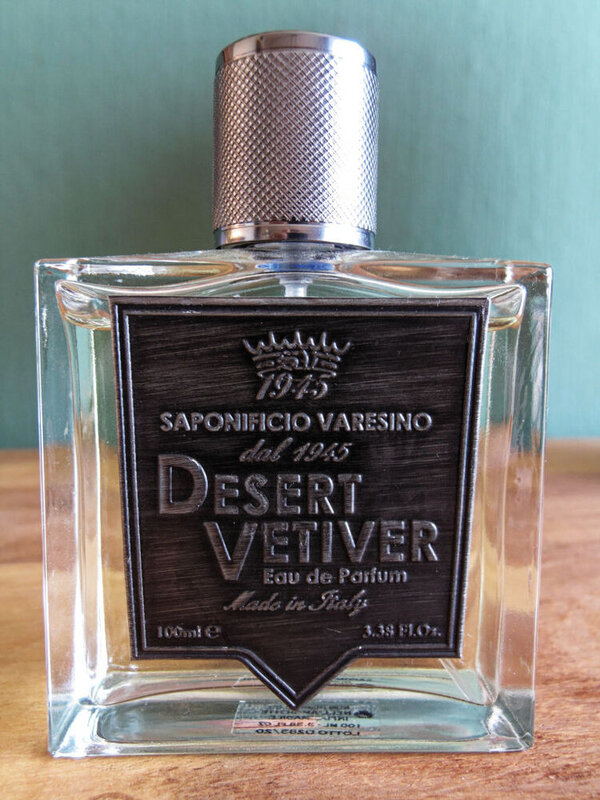 1945
SAPONIFICIO VARESINO
dal 1945
DESERT
VETIVER
Eau de Parfum
Made in Italy
100ml e 3.38 Fl.Oz.